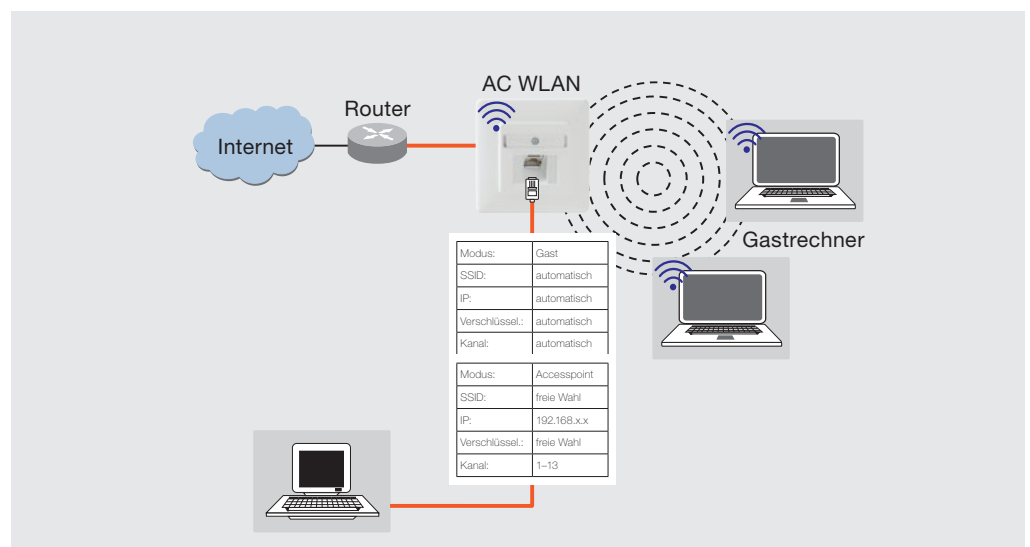 AC WLAN
Router
Internet
Gastrechner
Modus: Gast
SSID: automatisch
IP: automatisch
Verschlüssel.: automatisch
Kanal: automatisch
Modus: Accesspoint
SSID: freie Wahl
IP: 192.168.x.x
Verschlüssel.: freie Wahl
Kanal: 1–13